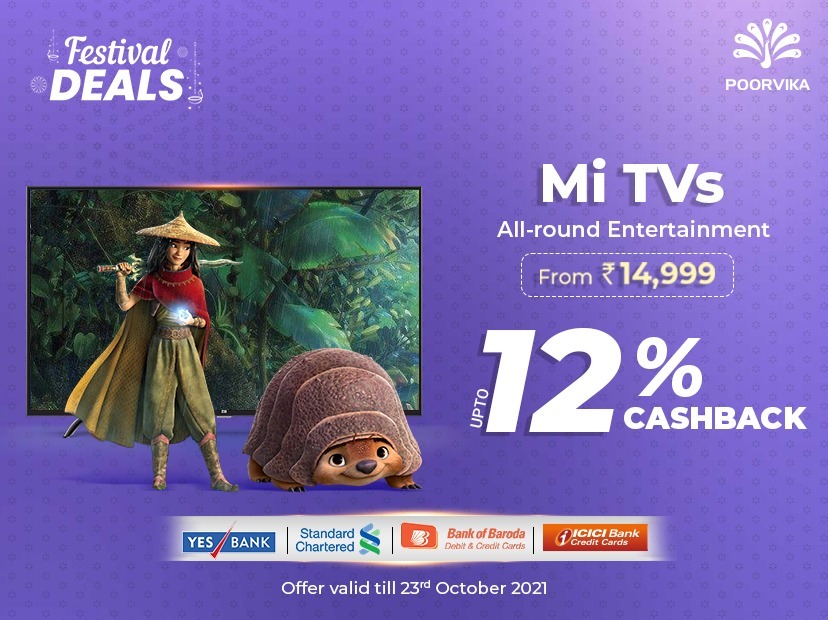 Festival
DEALS
POORVIKA
Mi TVs
All-round Entertainment
From ₹14,999
UPTO 12% CASHBACK
YES BANK
Standard
Chartered
Bank of Baroda
Debit & Credit Cards
ICICI Bank
Credit Cards
Offer valid till 23rd October 2021